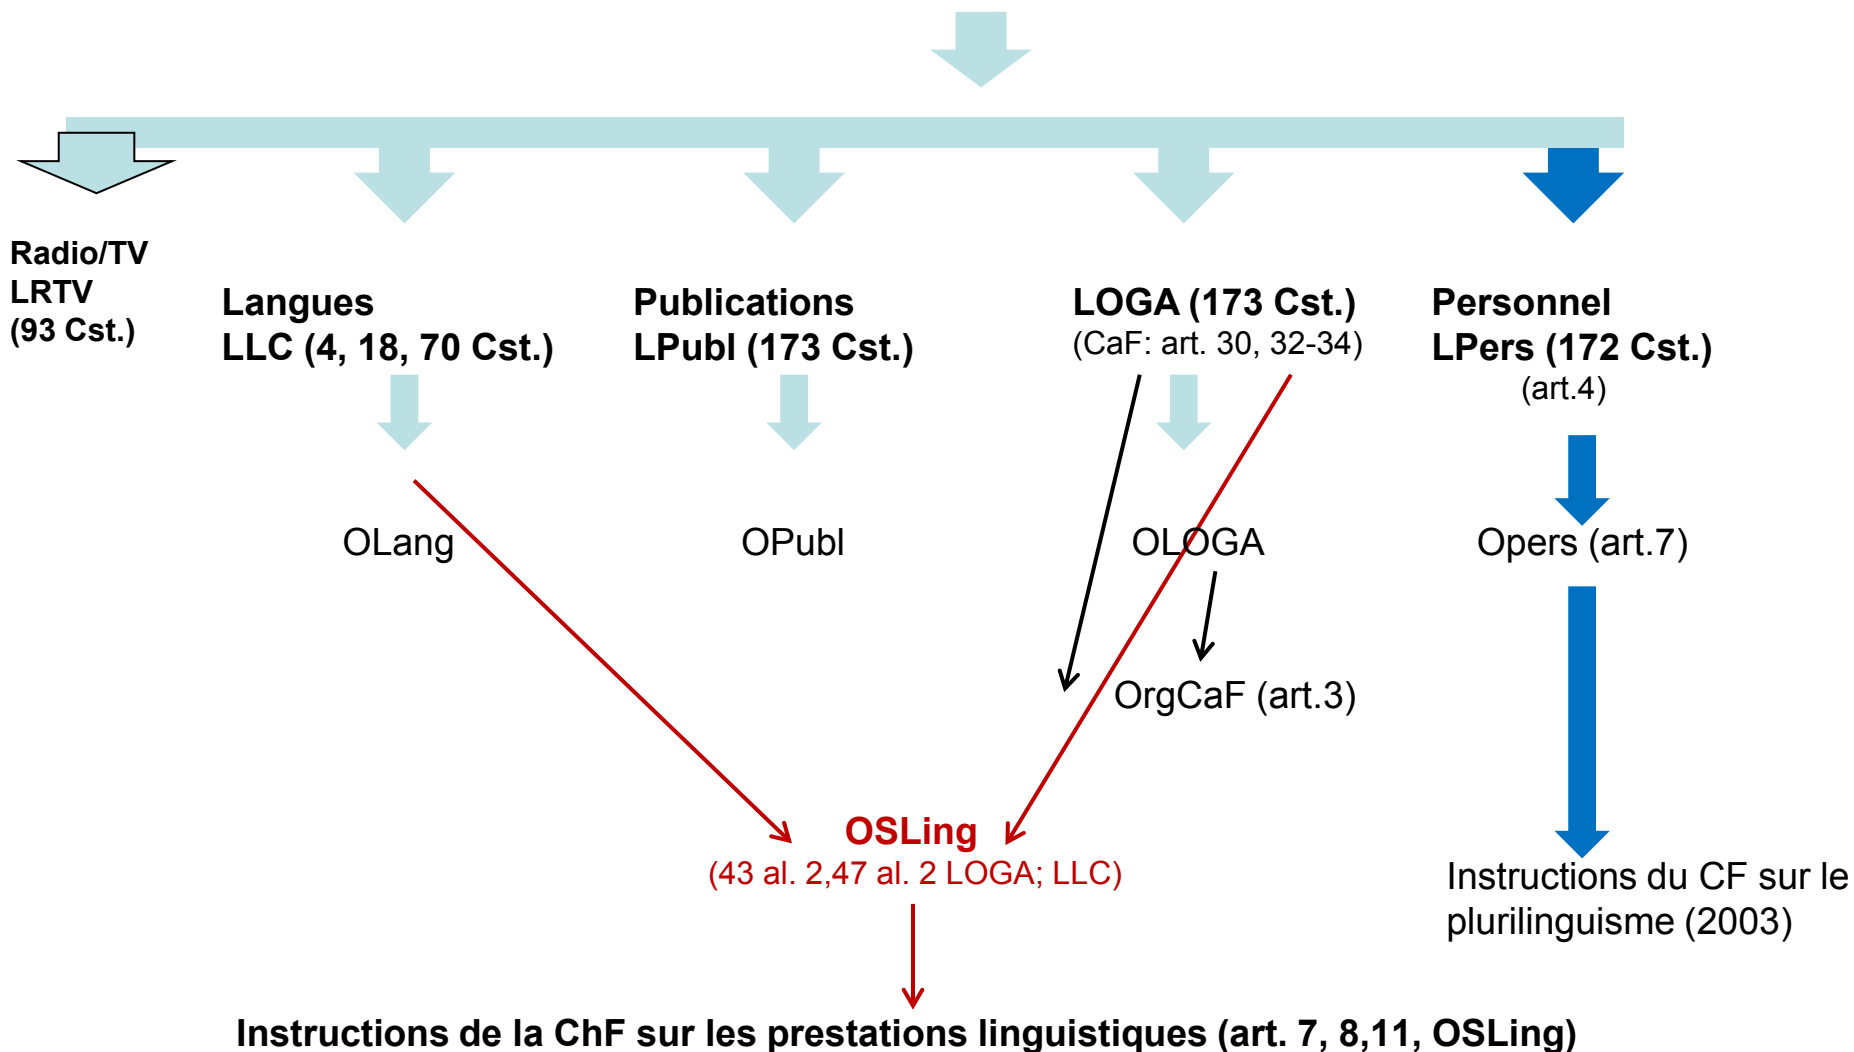 Radio/TV
LRTV
(93 Cst.)
Langues
LLC (4, 18, 70 Cst.)
Publications
LPubl (173 Cst.)
LOGA (173 Cst.)
(CaF: art. 30, 32-34)
Personnel
LPers (172 Cst.)
(art.4)
OLang
OPubl
OLOGA
Opers (art.7)
OrgCaF (art.3)
OSLing
(43 al. 2,47 al. 2 LOGA; LLC)
Instructions du CF sur le
plurilinguisme (2003)
Instructions de la ChF sur les prestations linguistiques (art. 7, 8,11, OSLing)